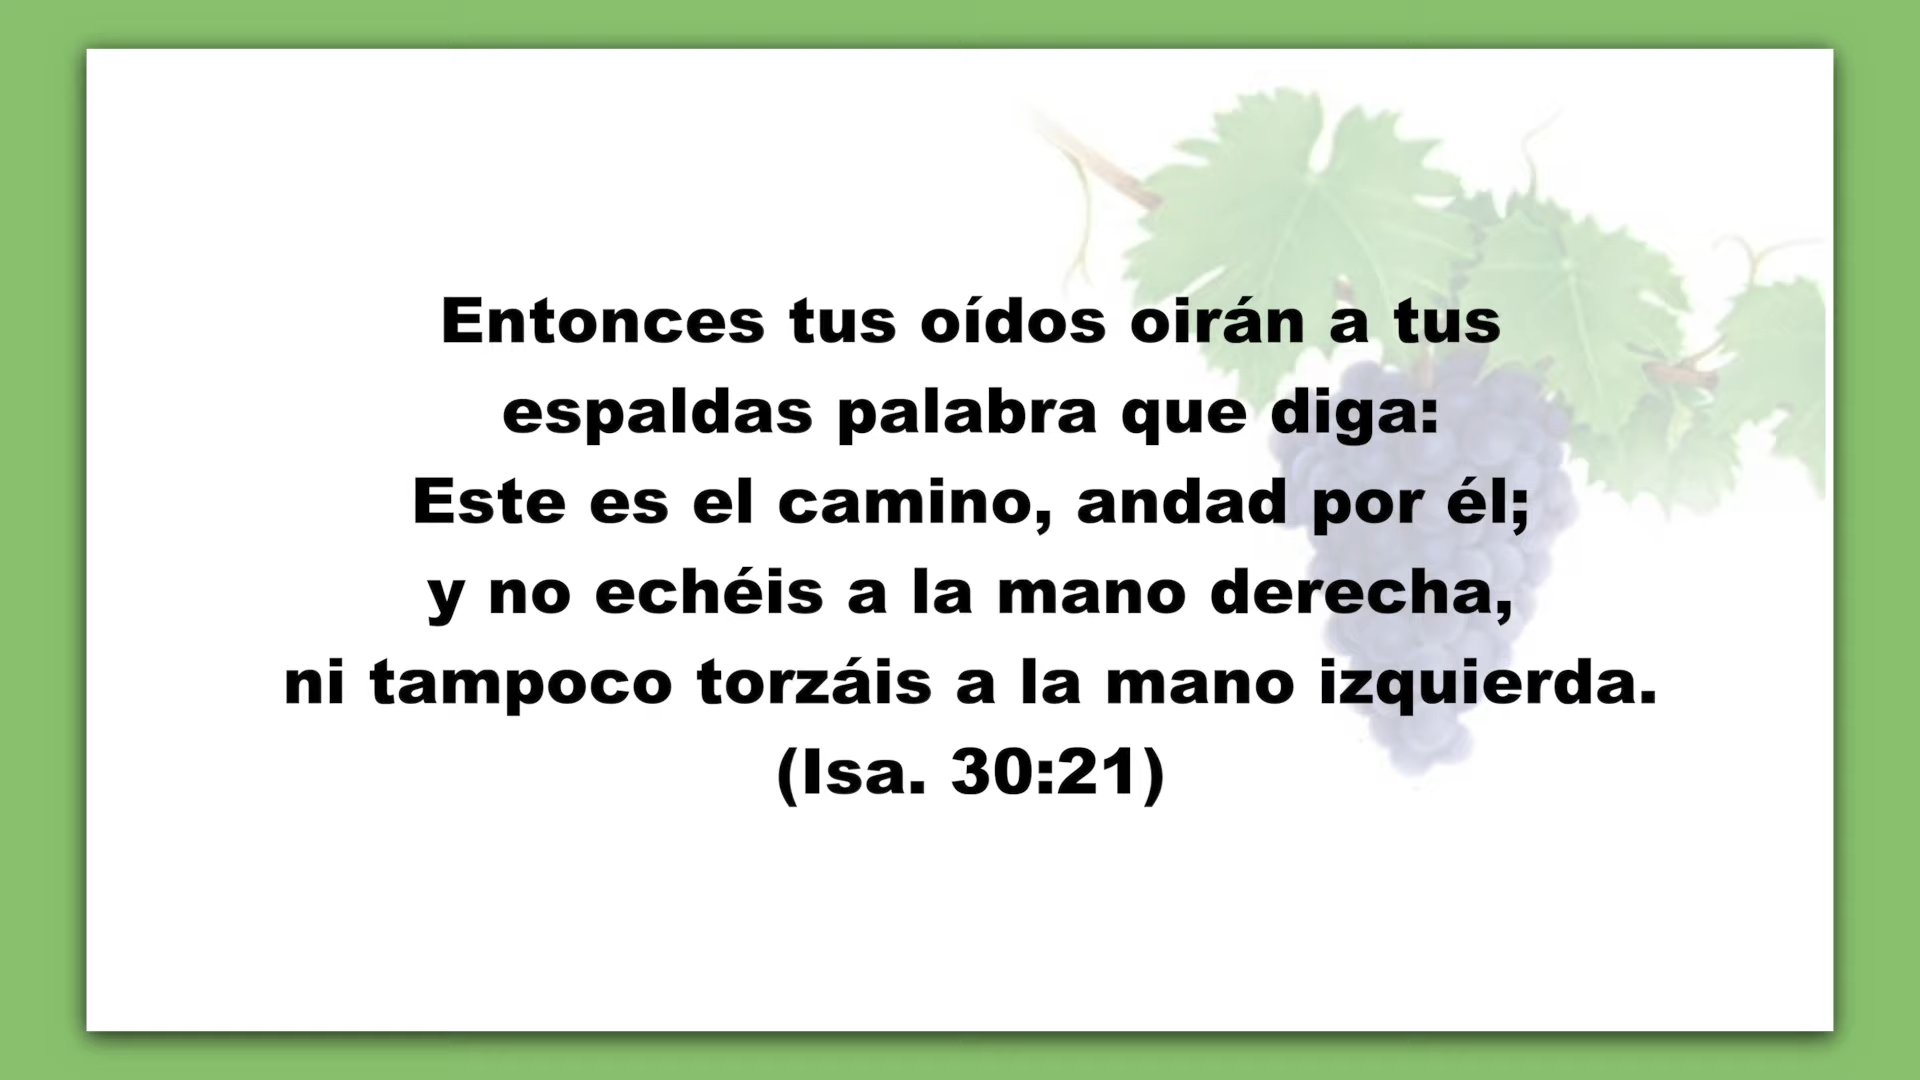 Entonces tus oídos oirán a tus
espaldas palabra que diga:
Este es el camino, andad por él;
y no echéis a la mano derecha,
ni tampoco torzáis a la mano izquierda.
(Isa. 30:21)